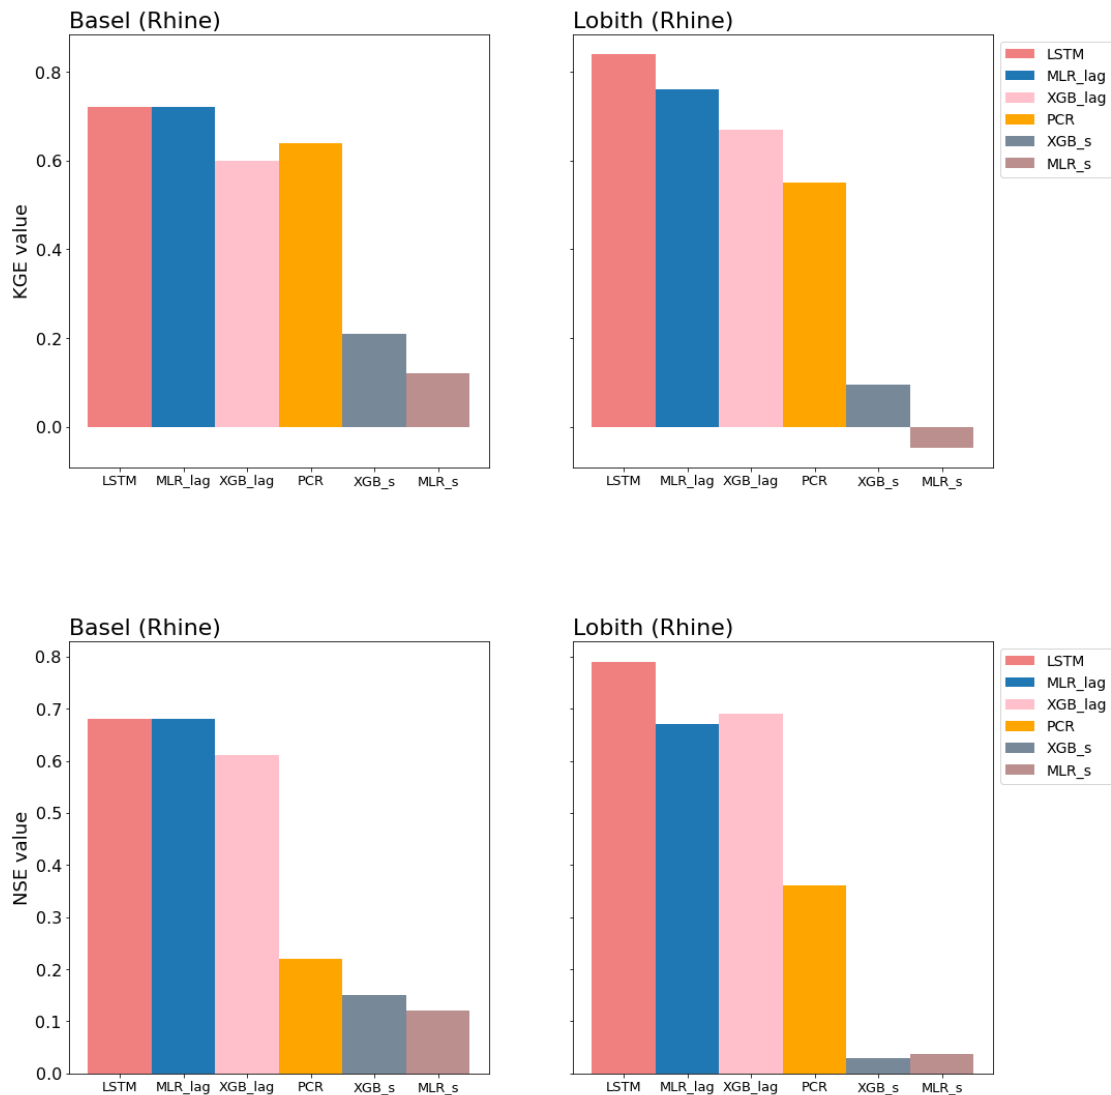 Basel (Rhine)
KGE value
0.8
0.6
0.4
0.2
0.0
LSTM MLR_lag XGB_lag PCR XGB_s MLR_s
Lobith (Rhine)
LSTM MLR_lag XGB_lag PCR XGB_s MLR_s
LSTM
MLR_lag
XGB_lag
PCR
XGB_s
MLR_s
Basel (Rhine)
NSE value
0.8
0.7
0.6
0.5
0.4
0.3
0.2
0.1
0.0
LSTM MLR_lag XGB_lag PCR XGB_s MLR_s
Lobith (Rhine)
LSTM MLR_lag XGB_lag PCR XGB_s MLR_s
LSTM
MLR_lag
XGB_lag
PCR
XGB_s
MLR_s